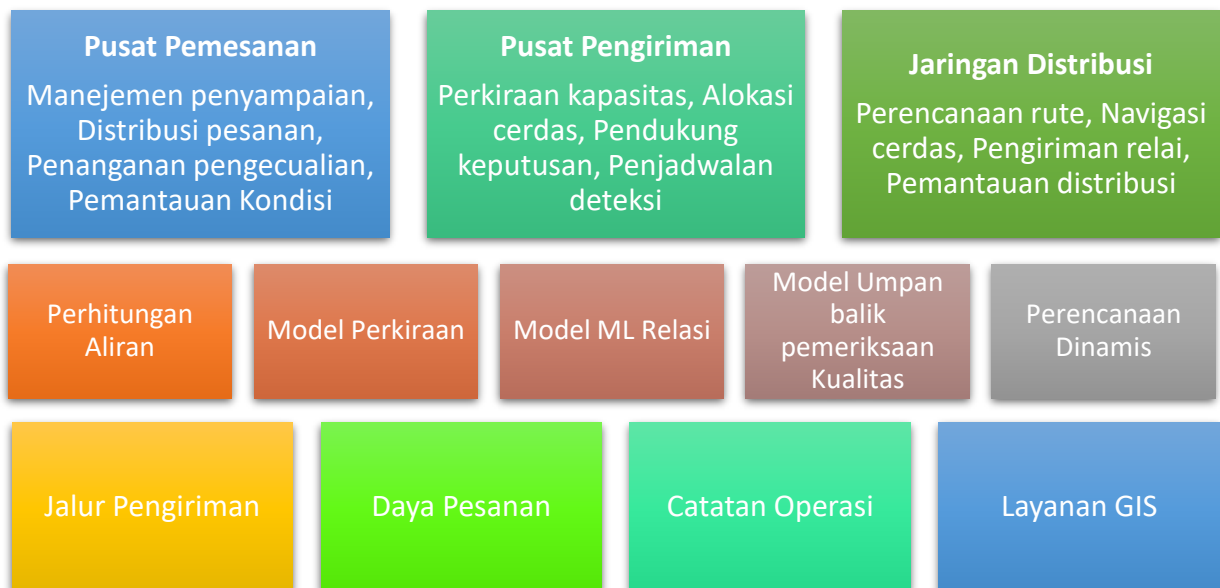 Pusat Pemesanan
Manejemen penyampaian,
Distribusi pesanan,
Penanganan pengecualian,
Pemantauan Kondisi
Pusat Pengiriman
Perkiraan kapasitas, Alokasi
cerdas, Pendukung
keputusan, Penjadwalan
deteksi
Jaringan Distribusi
Perencanaan rute, Navigasi
cerdas, Pengiriman relai,
Pemantauan distribusi
Perhitungan
Aliran
Model Perkiraan
Model ML Relasi
Model Umpan
balik
pemeriksaan
Kualitas
Perencanaan
Dinamis
Jalur Pengiriman
Daya Pesanan
Catatan Operasi
Layanan GIS